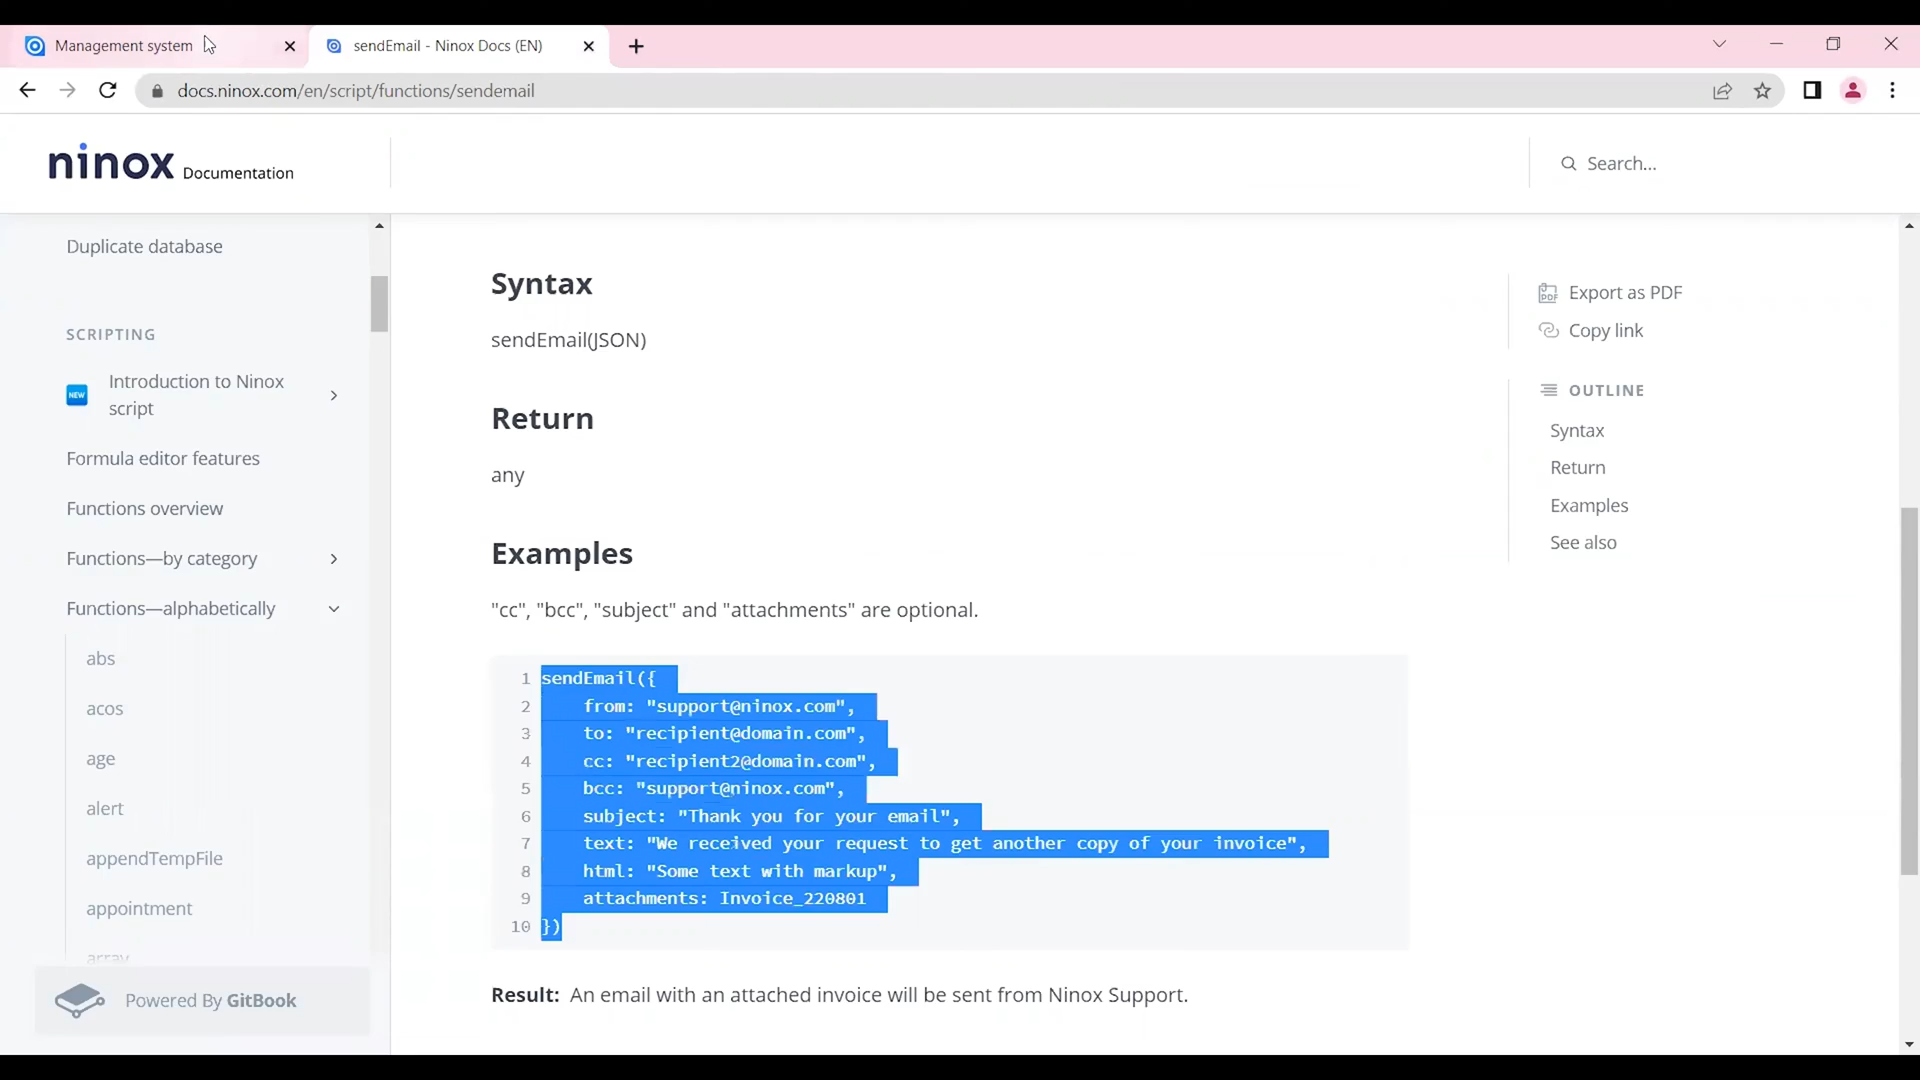 Management system
sendEmail - Ninox Docs (EN)
docs.ninox.com/en/script/functions/sendemail
ninox Documentation
Search...
Duplicate database
SCRIPTING
NEW
Introduction to Ninox
script
Formula editor features
Functions overview
Functions—by category
Functions—alphabetically
abs
acos
age
alert
appendTempFile
appointment
array
Powered By GitBook
Syntax
sendEmail(JSON)
Return
any
Examples
"cc", "bcc", "subject" and "attachments" are optional.
1 sendEmail({
2 from: "support@ninox.com",
3 to: "recipient@domain.com",
4 cc: "recipient2@domain.com",
5 bcc: "support@ninox.com",
6 subject: "Thank you for your email",
7 text: "We received your request to get another copy of your invoice",
8 html: "Some text with markup",
9 attachments: Invoice_220801
10 })
Result: An email with an attached invoice will be sent from Ninox Support.
PDF
Export as PDF
Copy link
OUTLINE
Syntax
Return
Examples
See also